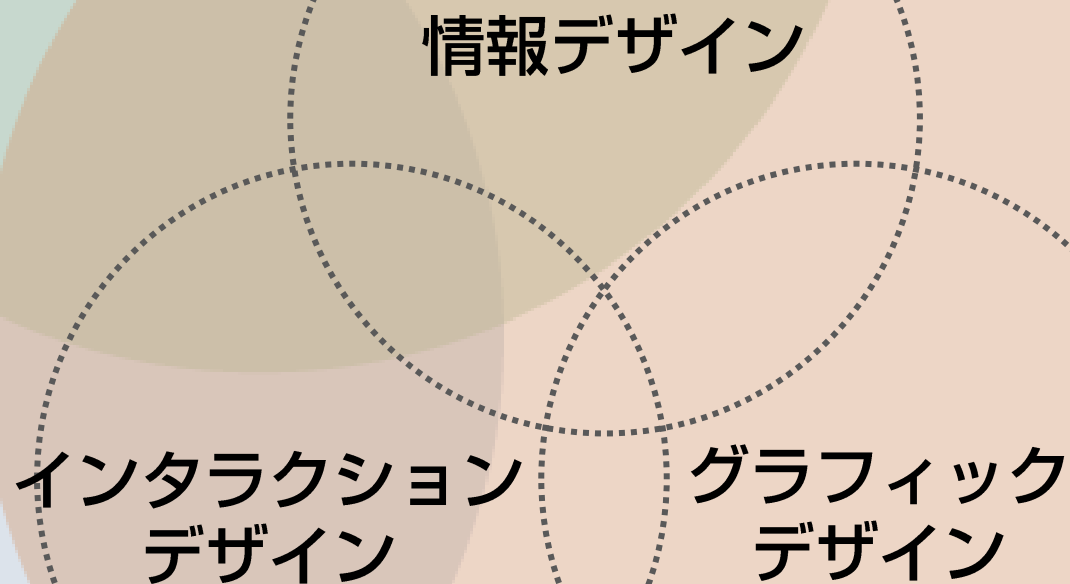 情報デザイン
インタラクション
デザイン
グラフィック
デザイン